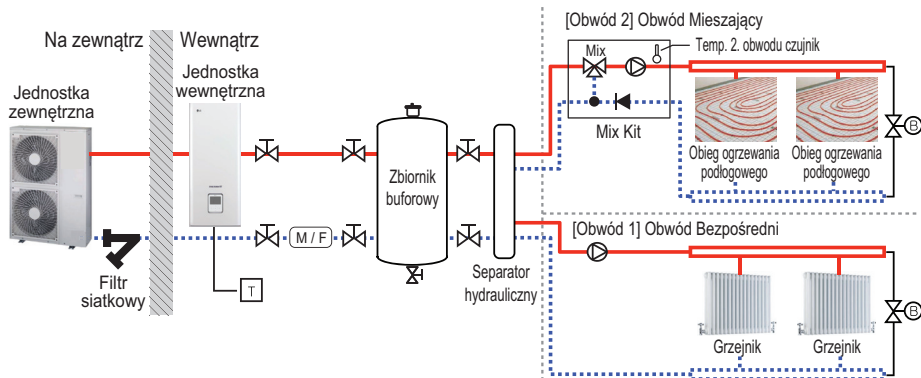 [Obwód 2] Obwód Mieszający
Na zewnątrz
Wewnątrz
Mix
Temp. 2. obwodu czujnik
Jednostka
zewnętrzna
Jednostka
wewnętrzna
Mix Kit
B
Obieg ogrzewania
podłogowego
Obieg ogrzewania
podłogowego
Zbiornik
buforowy
[Obwód 1] Obwód Bezpośredni
M / F
Separator
hydrauliczny
Filtr
siatkowy
T
B
Grzejnik
Grzejnik